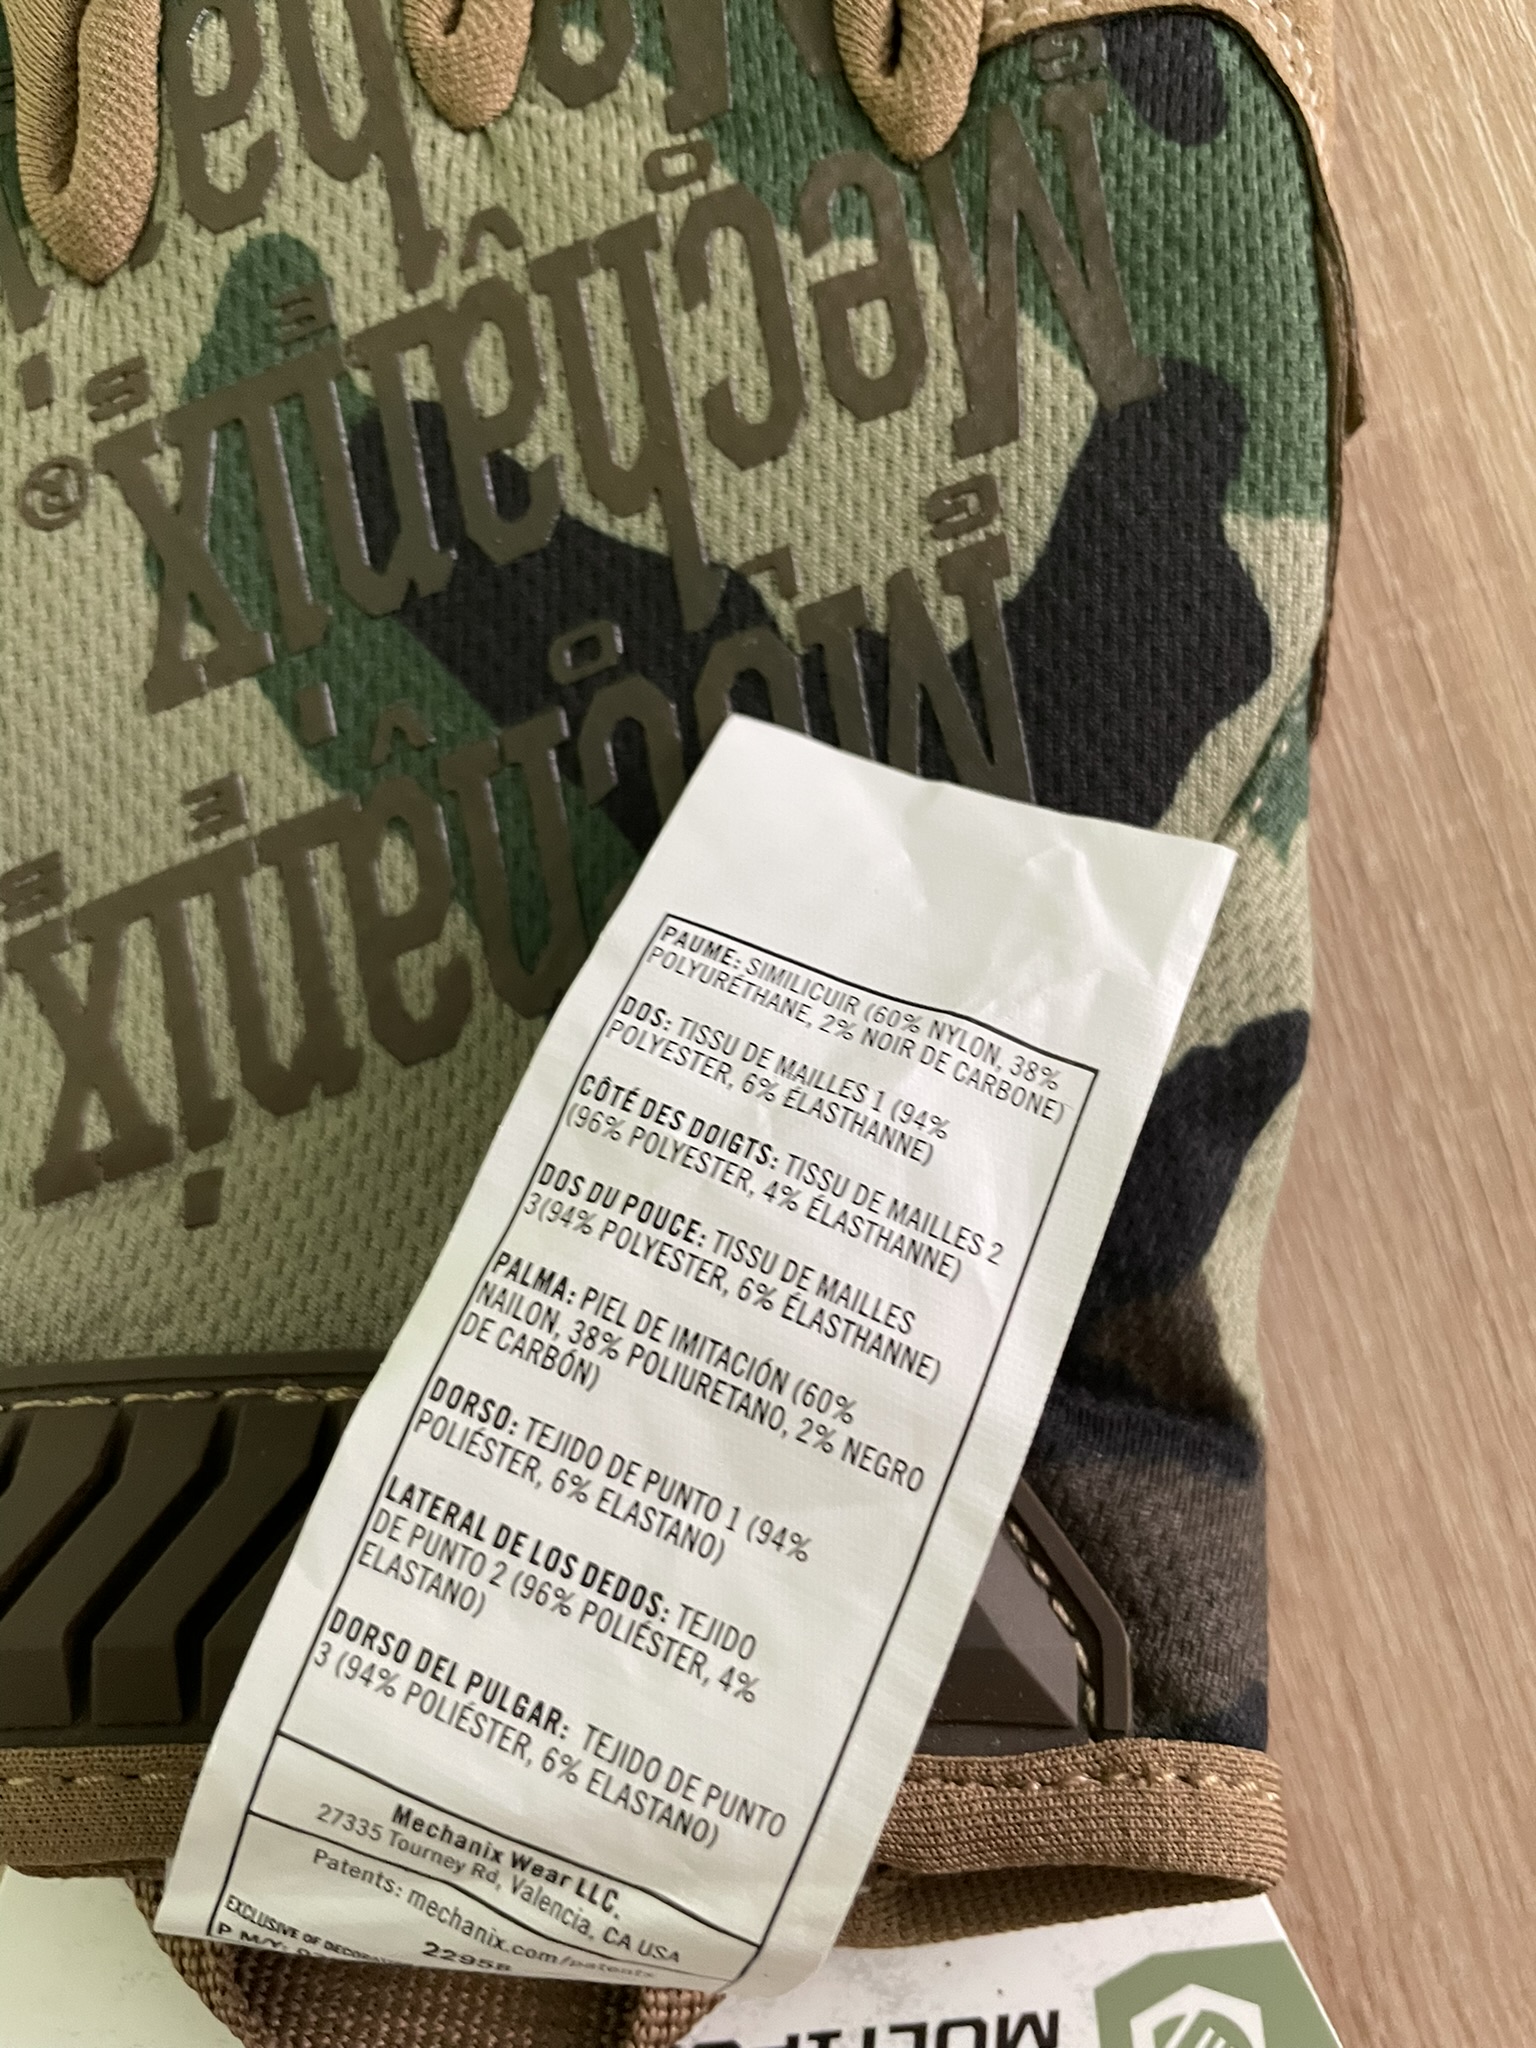 Mechanix
Mechanix
Mechanix
®
PAUME: SIMILICUIR (60% NYLON, 38%
POLYURÉTHANE, 2% NOIR DE CARBONE)
DOS: TISSU DE MAILLES 1 (94%
POLYESTER, 6% ÉLASTHANNE)
CÔTÉ DES DOIGTS: TISSU DE MAILLES 2
(96% POLYESTER, 4% ÉLASTHANNE)
DOS DU POUCE: TISSU DE MAILLES
3(94% POLYESTER, 6% ÉLASTHANNE)
PALMA: PIEL DE IMITACIÓN (60%
NAILON, 38% POLIURETANO, 2% NEGRO
DE CARBÓN)
DORSO: TEJIDO DE PUNTO 1 (94%
POLIÉSTER, 6% ELASTANO)
LATERAL DE LOS DEDOS: TEJIDO
DE PUNTO 2 (96% POLIÉSTER, 4%
ELASTANO)
DORSO DEL PULGAR: TEJIDO DE PUNTO
3 (94% POLIÉSTER, 6% ELASTANO)
Mechanix Wear LLC.
27335 Tourney Rd, Valencia, CA USA
Patents: mechanix.com/patents
22958
EXCLUSIVE OF
P M/Y: